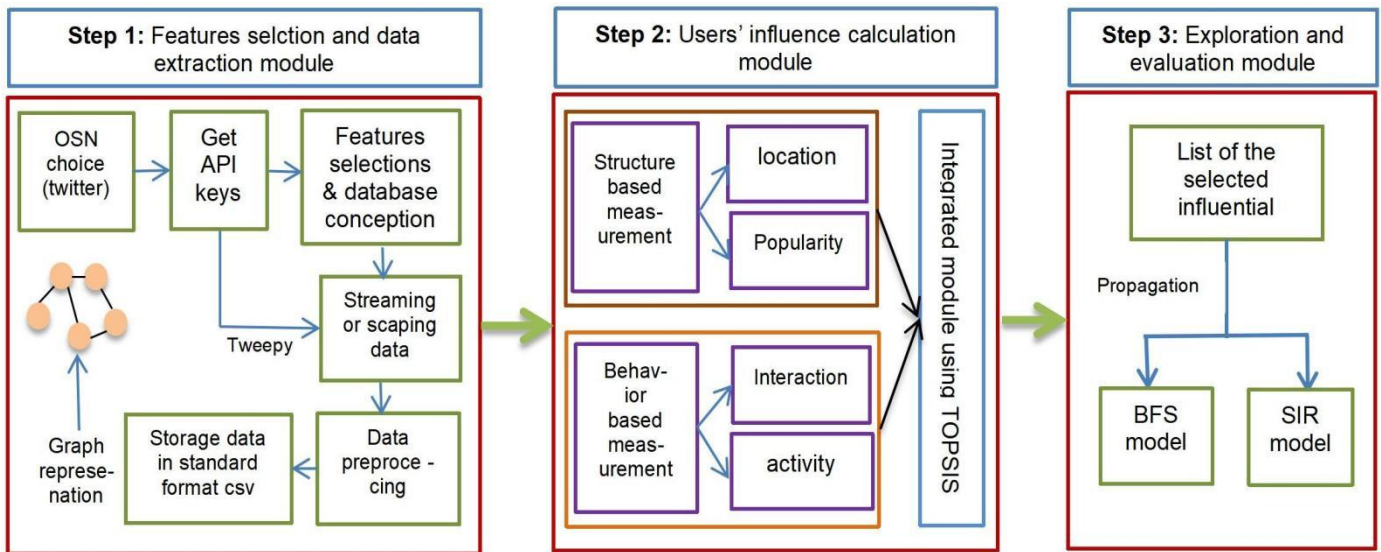 Step 1: Features selction and data
extraction module
OSN
choice
(twitter)
Get
API
keys
Features
selections
& database
conception
Streaming
or scaping
data
Tweepy
Graph
represe-
nation
Storage data
in standard
format csv
Data
preproce - 
cing
Step 2: Users’ influence calculation
module
Structure
based
meas-
urement
location
Popularity
Behav-
ior
based
meas-
urement
Interaction
activity
Integrated module using TOPSIS
Step 3: Exploration and
evaluation module
List of the
selected
influential
Propagation
BFS
model
SIR
model